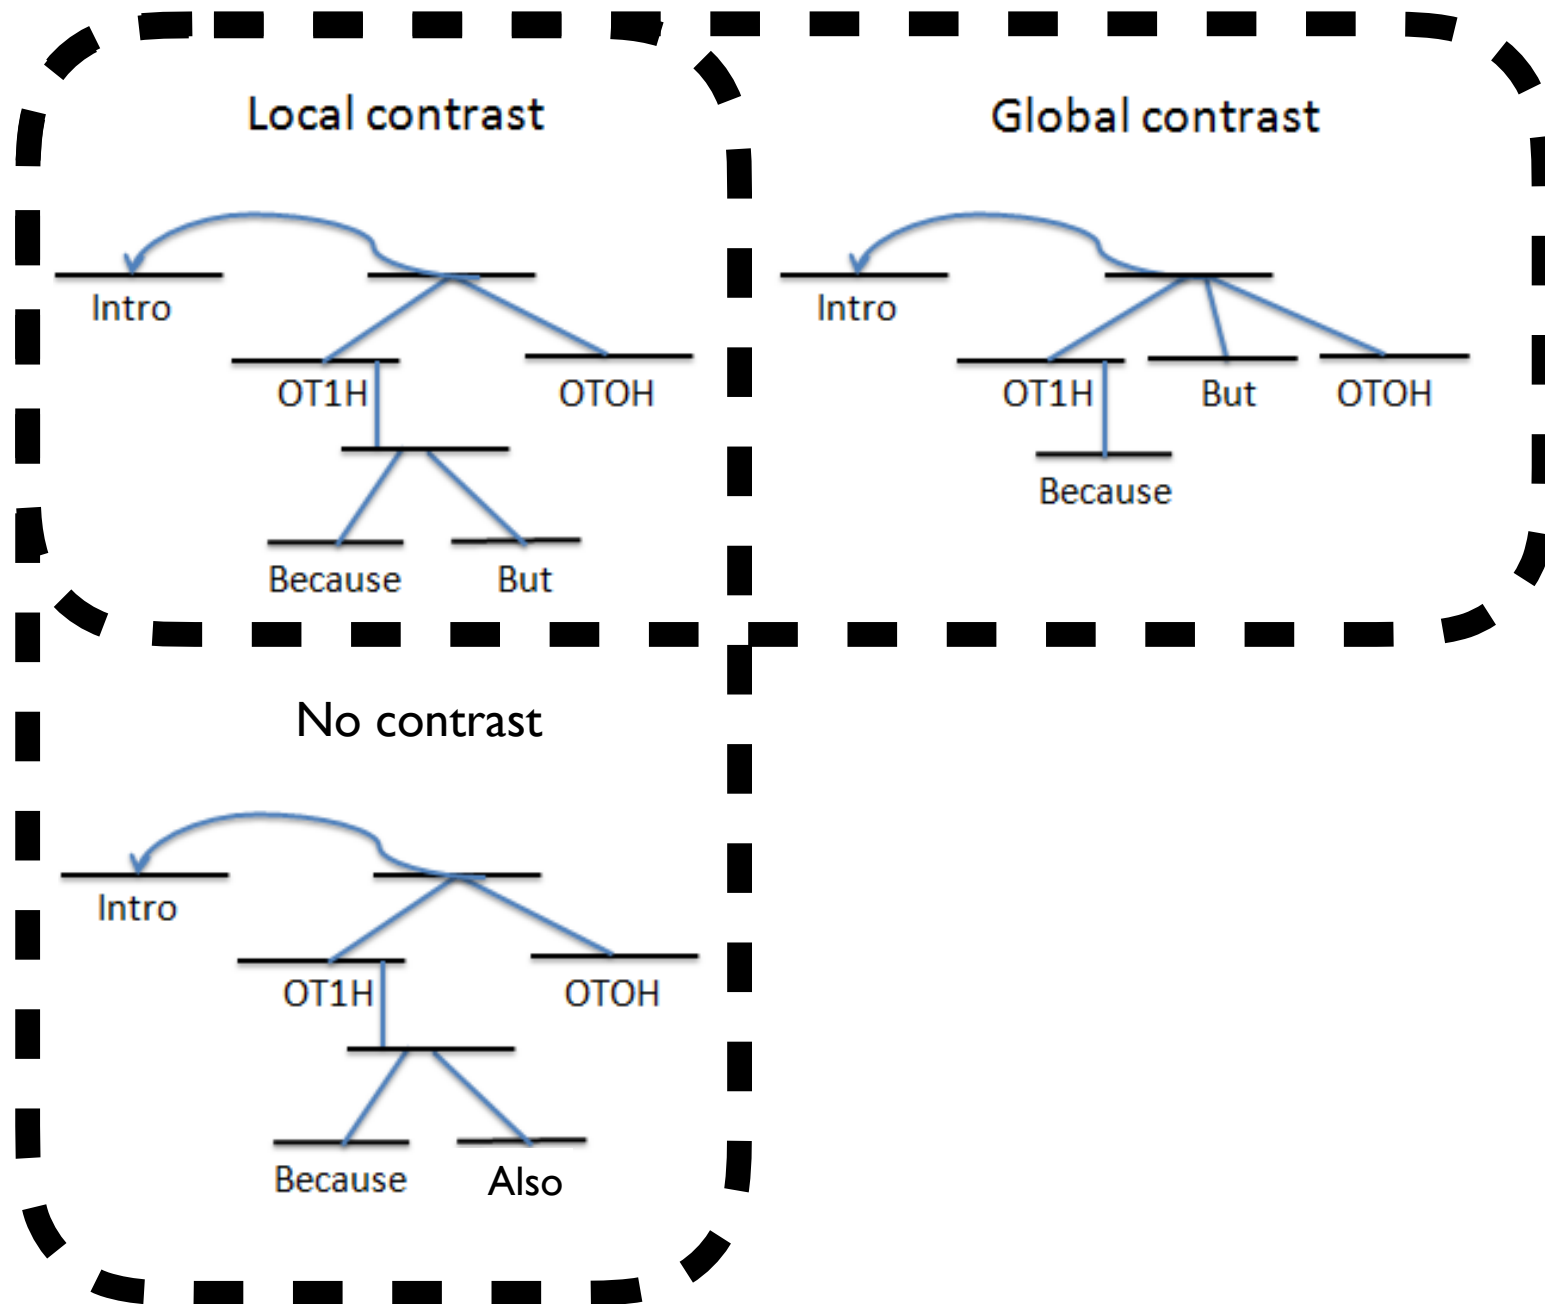 Local contrast
Intro
OT1H
OTOH
Because
But
Global contrast
Intro
OT1H
But
OTOH
Because
No contrast
Intro
OT1H
OTOH
Because
Also